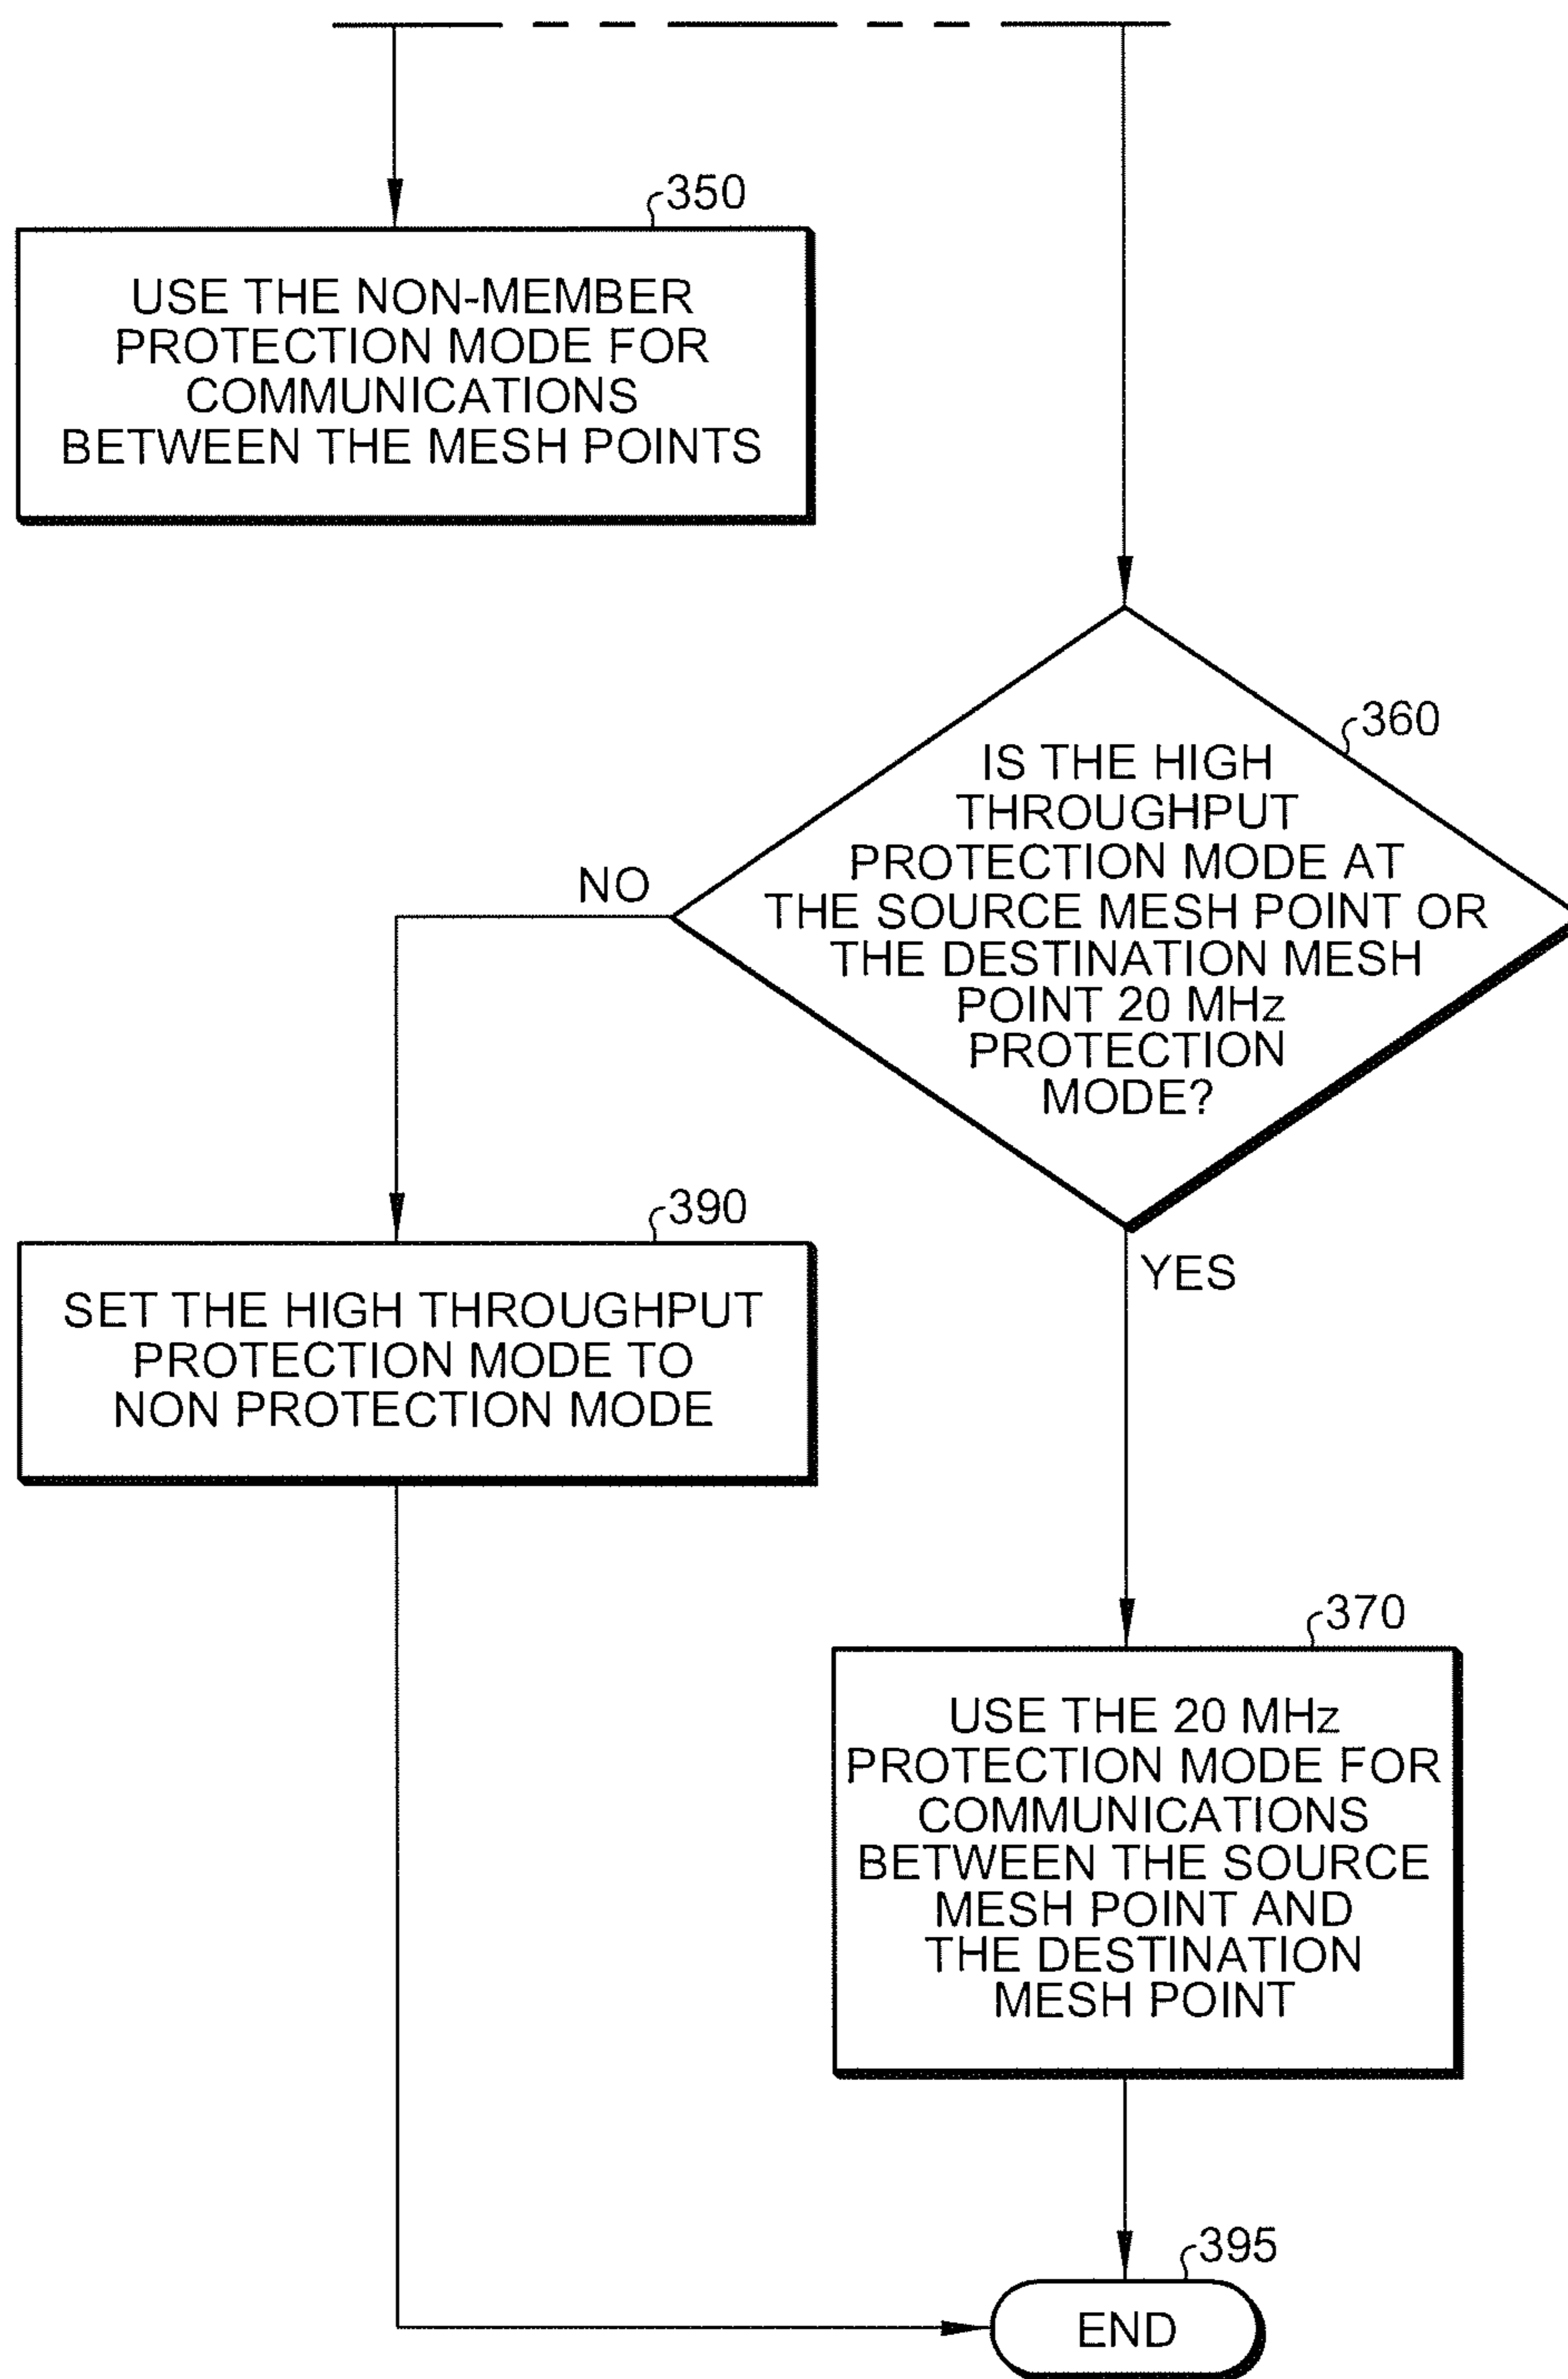 350
USE THE NON-MEMBER
PROTECTION MODE FOR
COMMUNICATIONS
BETWEEN THE MESH POINTS
360
IS THE HIGH
THROUGHPUT
PROTECTION MODE AT
THE SOURCE MESH POINT OR
THE DESTINATION MESH
POINT 20 MHz
PROTECTION
MODE?
NO
YES
390
SET THE HIGH THROUGHPUT
PROTECTION MODE TO
NON PROTECTION MODE
370
USE THE 20 MHz
PROTECTION MODE FOR
COMMUNICATIONS
BETWEEN THE SOURCE
MESH POINT AND
THE DESTINATION
MESH POINT
395
END